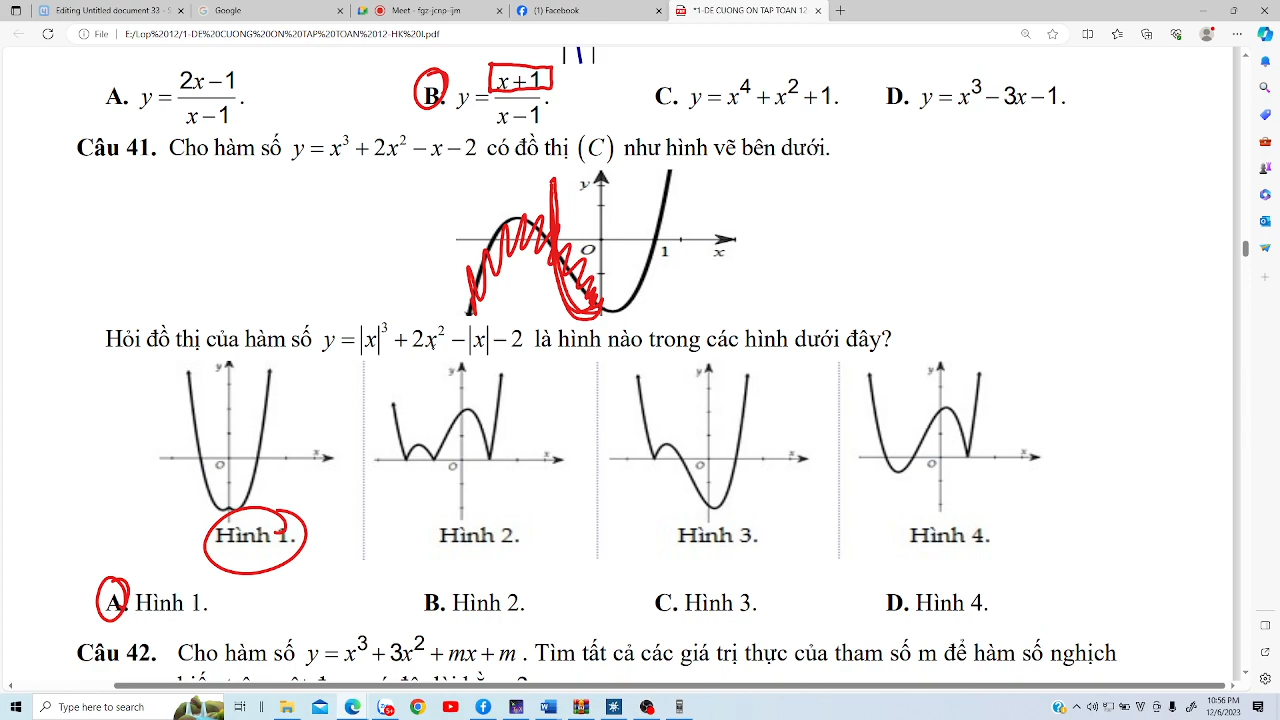 Editing Untitled document 33 - S
Google
Meet - fgz-jcnp-ijm
(1) Facebook
*1-DE CUONG ON TAP TOAN 12
File
E:/Lop%2012/1-DE%20CUONG%20ON%20TAP%20TOAN%2012-HK%20I.pdf
A. y = (2x − 1)/(x − 1).
B. y = (x + 1)/(x − 1).
C. y = x⁴ + x² + 1.
D. y = x³ − 3x − 1.
Câu 41. Cho hàm số y = x³ + 2x² − x − 2 có đồ thị (C) như hình vẽ bên dưới.
y
O
1
x
Hỏi đồ thị của hàm số y = |x|³ + 2x² − |x| − 2 là hình nào trong các hình dưới đây?
y
y
y
y
x
x
x
x
O
O
O
O
Hình 1.
Hình 2.
Hình 3.
Hình 4.
A. Hình 1.
B. Hình 2.
C. Hình 3.
D. Hình 4.
Câu 42. Cho hàm số y = x³ + 3x² + mx + m . Tìm tất cả các giá trị thực của tham số m để hàm số nghịch
Type here to search
10:56 PM
12/6/2023